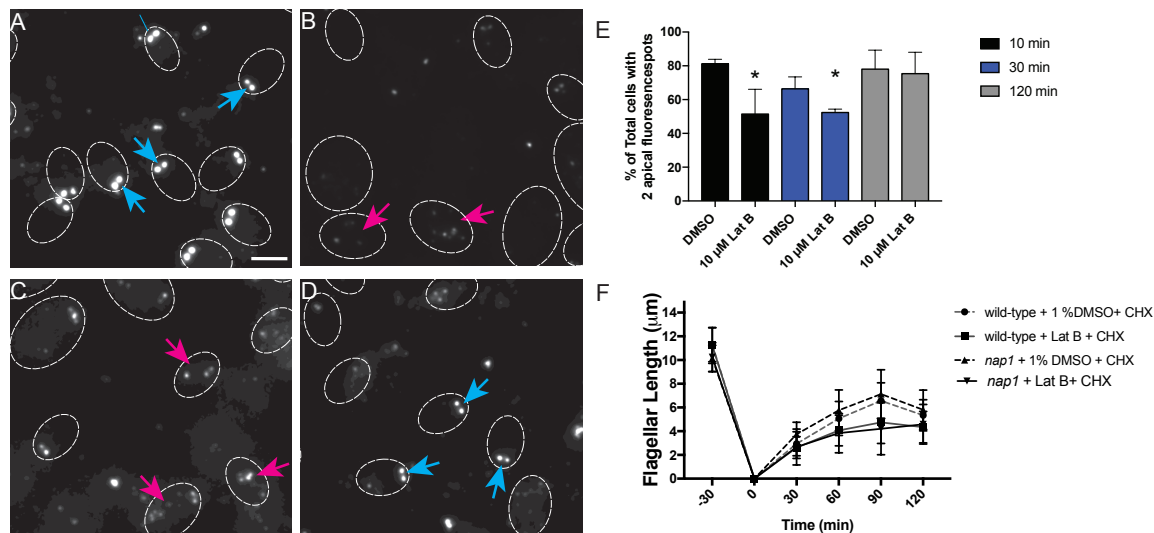 A
B
C
D
E
% of Total cells with
2 apical fluoresencespots
100
80
60
40
20
0
DMSO
10 μM Lat B
DMSO
10 μM Lat B
DMSO
10 μM Lat B
*
*
10 min
30 min
120 min
F
Flagellar Length (μm)
14
12
10
8
6
4
2
0
-30
0
30
60
90
120
Time (min)
wild-type + 1 %DMSO+ CHX
wild-type + Lat B + CHX
nap1 + 1% DMSO + CHX
nap1 + Lat B+ CHX